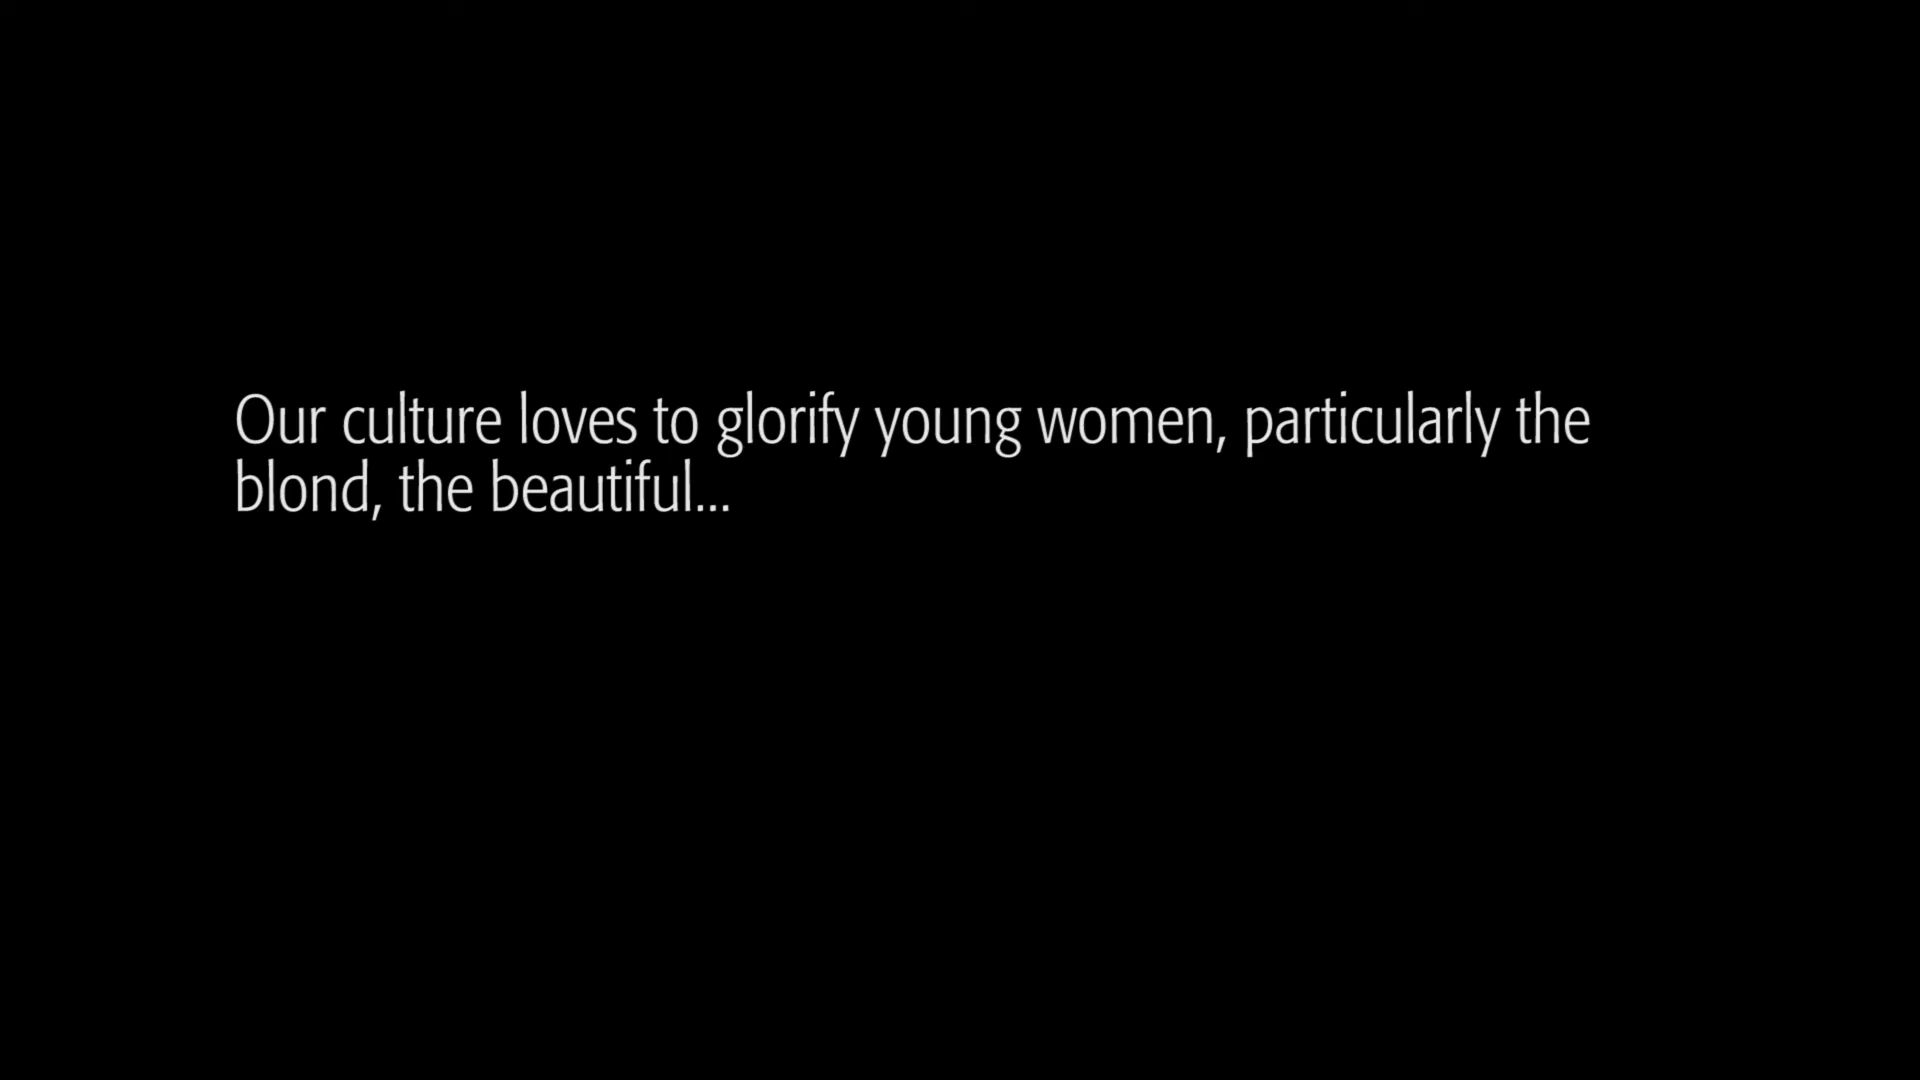 Our culture loves to glorify young women, particularly the
blond, the beautiful...